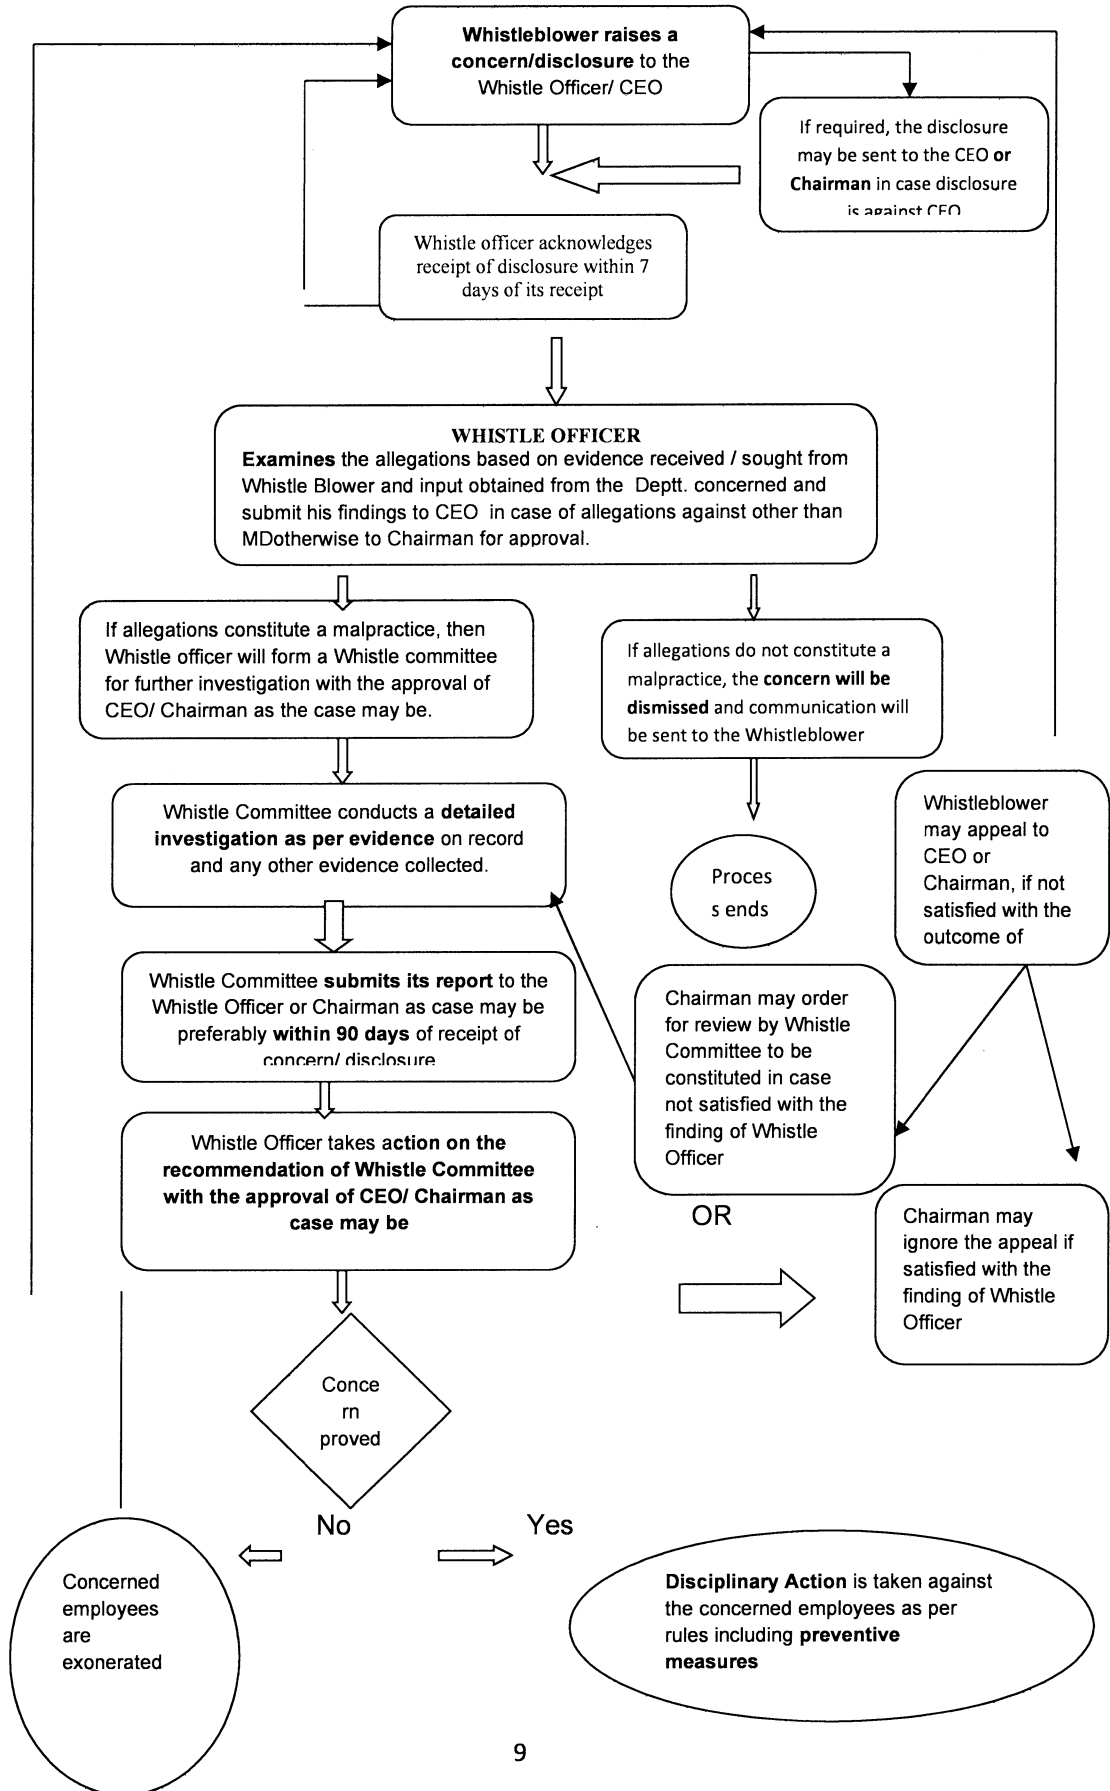 Whistleblower raises a
concern/disclosure to the
Whistle Officer/ CEO
If required, the disclosure
may be sent to the CEO or
Chairman in case disclosure
is against CEO
Whistle officer acknowledges
receipt of disclosure within 7
days of its receipt
WHISTLE OFFICER
Examines the allegations based on evidence received / sought from
Whistle Blower and input obtained from the Deptt. concerned and
submit his findings to CEO in case of allegations against other than
MDotherwise to Chairman for approval.
If allegations constitute a malpractice, then
Whistle officer will form a Whistle committee
for further investigation with the approval of
CEO/ Chairman as the case may be.
If allegations do not constitute a
malpractice, the concern will be
dismissed and communication will
be sent to the Whistleblower
Whistle Committee conducts a detailed
investigation as per evidence on record
and any other evidence collected.
Proces
s ends
Whistleblower
may appeal to
CEO or
Chairman, if not
satisfied with the
outcome of
Whistle Committee submits its report to the
Whistle Officer or Chairman as case may be
preferably within 90 days of receipt of
concern/ disclosure
Chairman may order
for review by Whistle
Committee to be
constituted in case
not satisfied with the
finding of Whistle
Officer
Whistle Officer takes action on the
recommendation of Whistle Committee
with the approval of CEO/ Chairman as
case may be
OR
Chairman may
ignore the appeal if
satisfied with the
finding of Whistle
Officer
Conce
rn
proved
No
Yes
Concerned
employees
are
exonerated
Disciplinary Action is taken against
the concerned employees as per
rules including preventive
measures
9